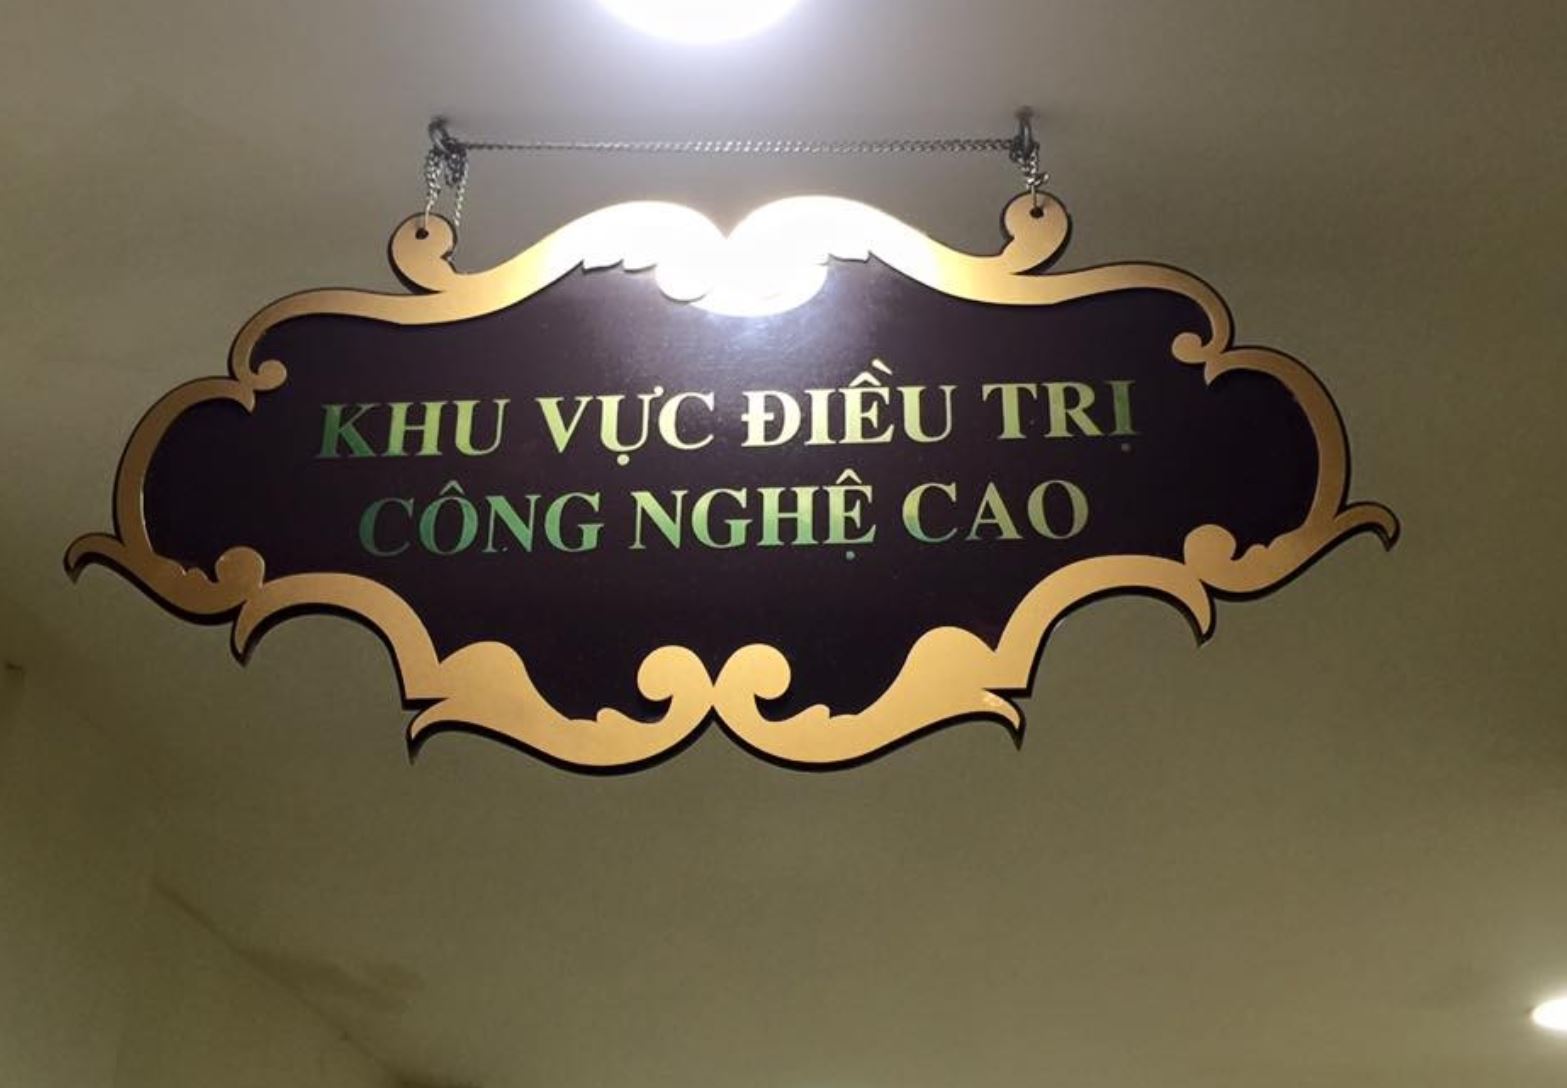 KHU VỰC ĐIỀU TRỊ
CÔNG NGHỆ CAO